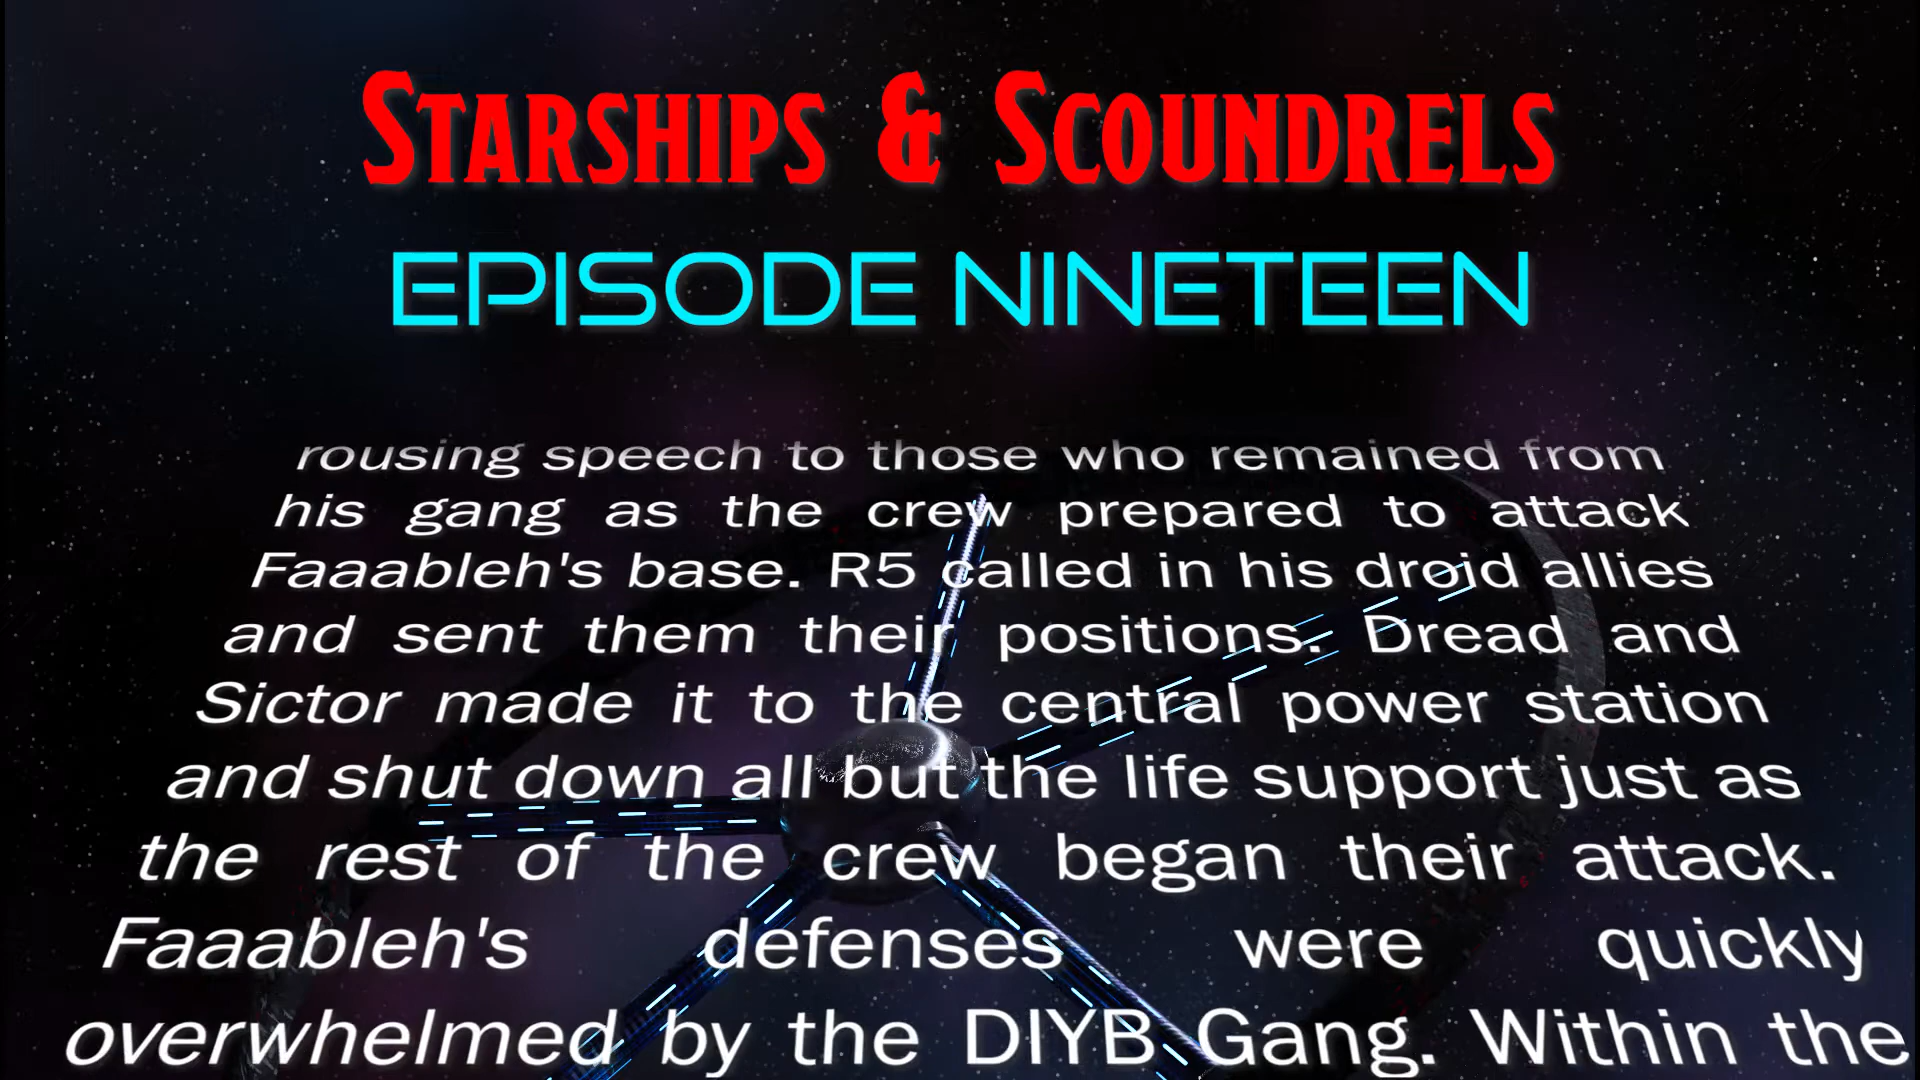 Starships & Scoundrels
EPISODE NINETEEN
rousing speech to those who remained from
his gang as the crew prepared to attack
Faaableh's base. R5 called in his droid allies
and sent them their positions. Dread and
Sictor made it to the central power station
and shut down all but the life support just as
the rest of the crew began their attack.
Faaableh's defenses were quickly
overwhelmed by the DIYB Gang. Within the